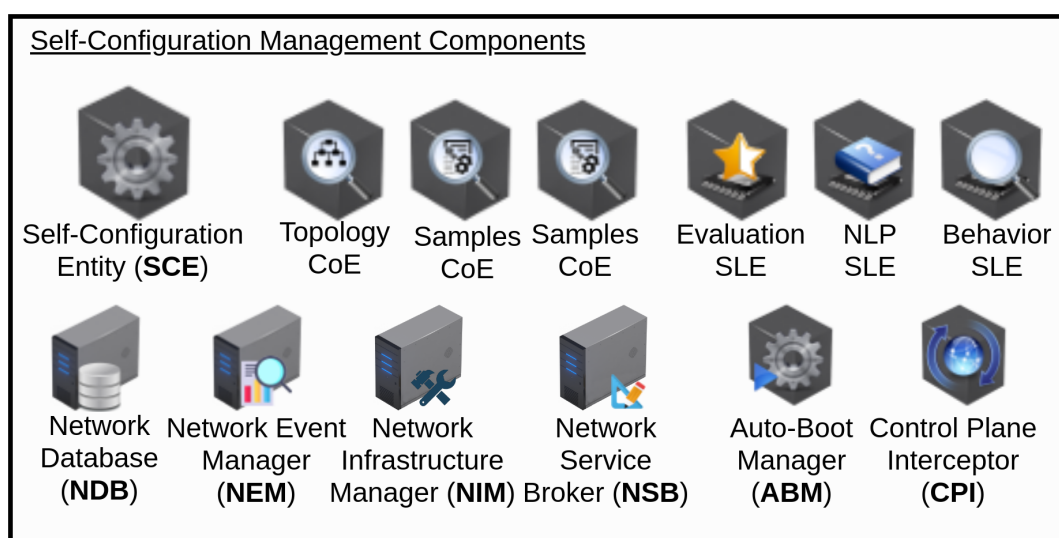 Self-Configuration Management Components
Self-Configuration
Entity (SCE)
Topology
CoE
Samples
CoE
Samples
CoE
Evaluation
SLE
NLP
SLE
Behavior
SLE
Network
Database
(NDB)
Network Event
Manager
(NEM)
Network
Infrastructure
Manager (NIM)
Network
Service
Broker (NSB)
Auto-Boot
Manager
(ABM)
Control Plane
Interceptor
(CPI)